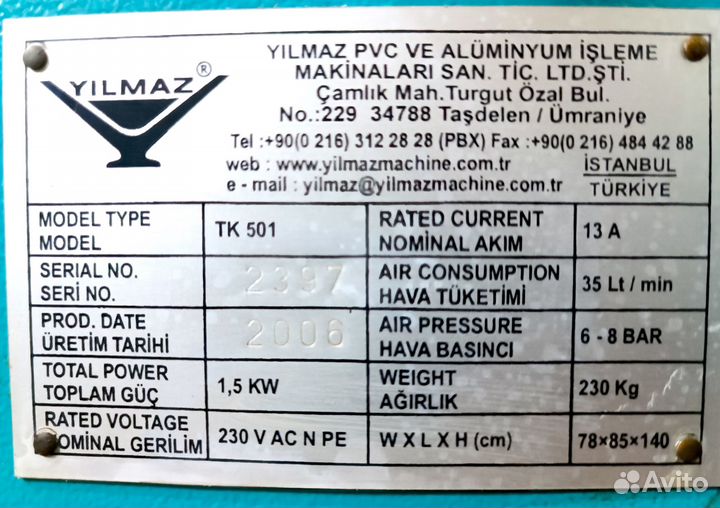 YILMAZ®
YILMAZ PVC VE ALÜMİNYUM İŞLEME
MAKİNALARI SAN. TİC. LTD.ŞTİ.
Çamlık Mah.Turgut Özal Bul.
No.:229 34788 Taşdelen / Ümraniye
Tel :+90(0 216) 312 28 28 (PBX) Fax :+90(0 216) 484 42 88
web : www.yilmazmachine.com.tr
e - mail : yilmaz@yilmazmachine.com.tr
İSTANBUL
TÜRKİYE
MODEL TYPE
MODEL
TK 501
RATED CURRENT
NOMİNAL AKIM
13 A
SERIAL NO.
SERİ NO.
2397
AIR CONSUMPTION
HAVA TÜKETİMİ
35 Lt / min
PROD. DATE
ÜRETİM TARİHİ
2006
AIR PRESSURE
HAVA BASINCI
6 - 8 BAR
TOTAL POWER
TOPLAM GÜÇ
1,5 KW
WEIGHT
AĞIRLIK
230 Kg
RATED VOLTAGE
NOMİNAL GERİLİM
230 V AC N PE
W X L X H (cm)
78×85×140
Avito